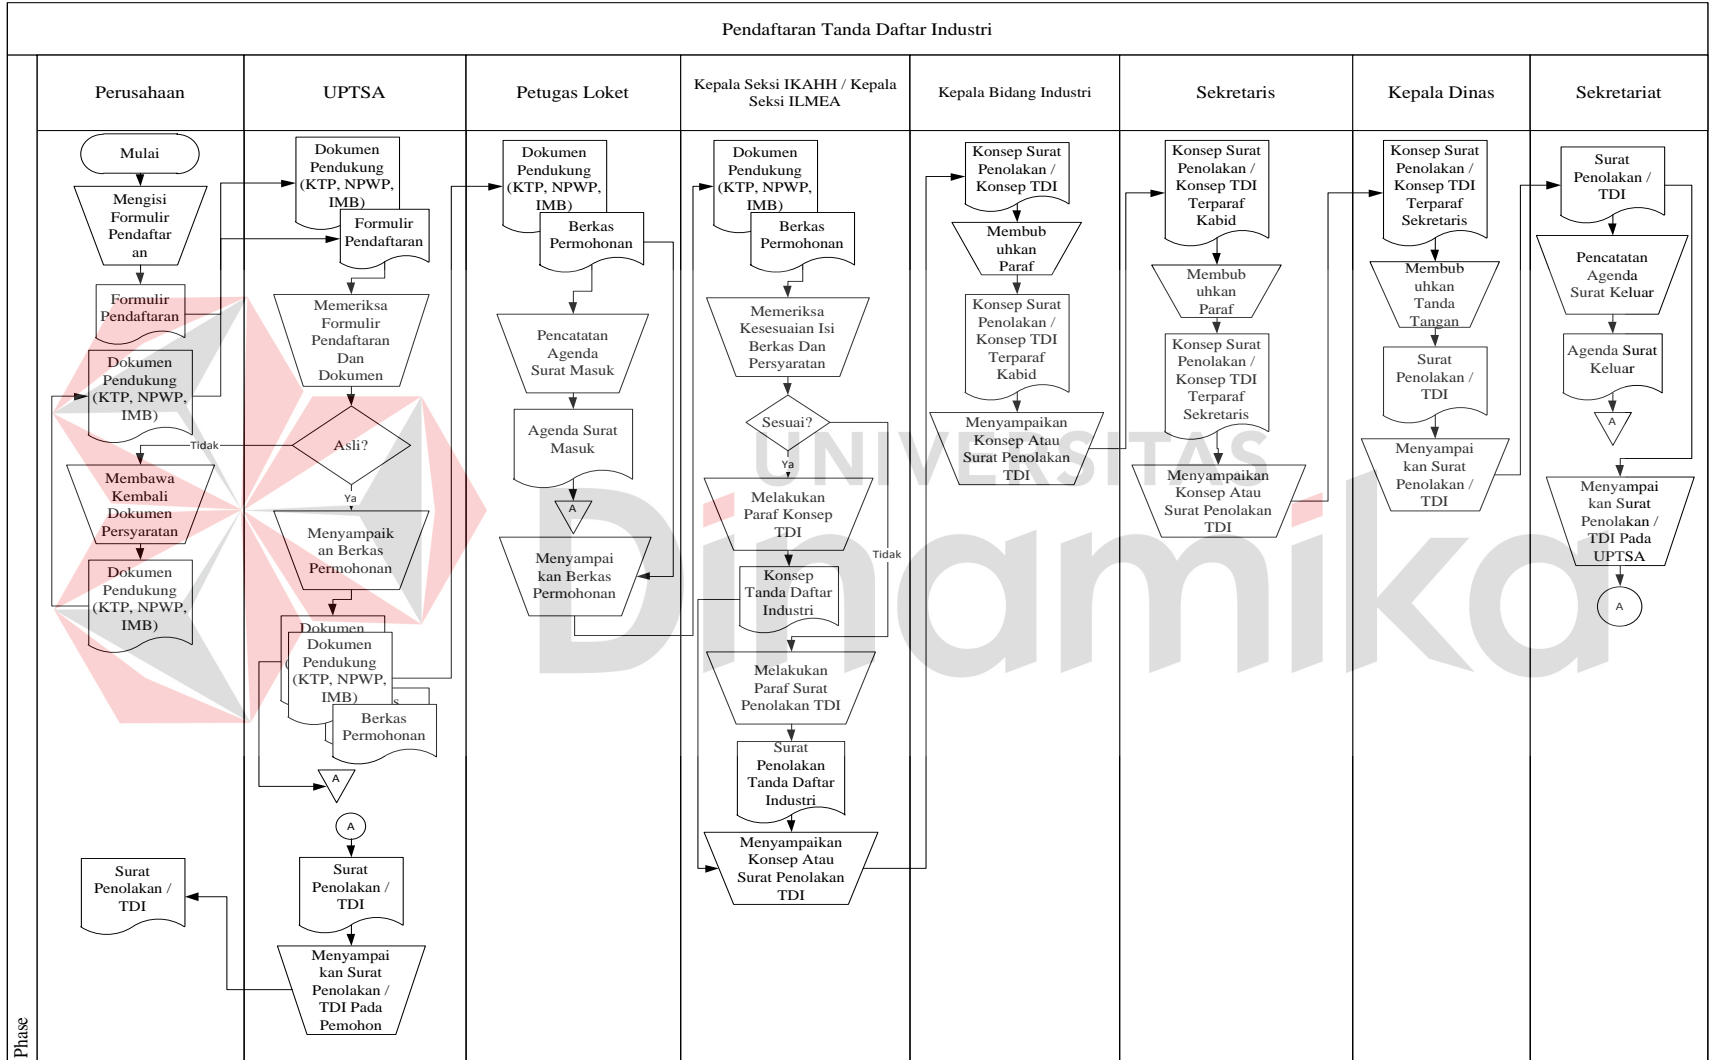 Pendaftaran Tanda Daftar Industri
Phase
Perusahaan
UPTSA
Petugas Loket
Kepala Seksi IKAHH / Kepala
Seksi ILMEA
Kepala Bidang Industri
Sekretaris
Kepala Dinas
Sekretariat
Mulai
Mengisi
Formulir
Pendaftar
an
Formulir
Pendaftaran
Dokumen
Pendukung
(KTP, NPWP,
IMB)
Tidak
Membawa
Kembali
Dokumen
Persyaratan
Dokumen
Pendukung
(KTP, NPWP,
IMB)
Surat
Penolakan /
TDI
Dokumen
Pendukung
(KTP, NPWP,
IMB)
Formulir
Pendaftaran
Memeriksa
Formulir
Pendaftaran
Dan
Dokumen
Asli?
Ya
Menyampaik
an Berkas
Permohonan
Dokumen
Dokumen
Pendukung
(KTP, NPWP,
IMB)
s
Berkas
Permohonan
A
A
Surat
Penolakan /
TDI
Menyampai
kan Surat
Penolakan /
TDI Pada
Pemohon
Dokumen
Pendukung
(KTP, NPWP,
IMB)
Berkas
Permohonan
Pencatatan
Agenda
Surat Masuk
Agenda Surat
Masuk
A
Menyampai
kan Berkas
Permohonan
Dokumen
Pendukung
(KTP, NPWP,
IMB)
Berkas
Permohonan
Memeriksa
Kesesuaian Isi
Berkas Dan
Persyaratan
Sesuai?
Ya
Tidak
Melakukan
Paraf Konsep
TDI
Konsep
Tanda Daftar
Industri
Melakukan
Paraf Surat
Penolakan TDI
Surat
Penolakan
Tanda Daftar
Industri
Menyampaikan
Konsep Atau
Surat Penolakan
TDI
Konsep Surat
Penolakan /
Konsep TDI
Membub
uhkan
Paraf
Konsep Surat
Penolakan /
Konsep TDI
Terparaf
Kabid
Menyampaikan
Konsep Atau
Surat Penolakan
TDI
Konsep Surat
Penolakan /
Konsep TDI
Terparaf
Kabid
Membub
uhkan
Paraf
Konsep Surat
Penolakan /
Konsep TDI
Terparaf
Sekretaris
Menyampaikan
Konsep Atau
Surat Penolakan
TDI
Konsep Surat
Penolakan /
Konsep TDI
Terparaf
Sekretaris
Membub
uhkan
Tanda
Tangan
Surat
Penolakan /
TDI
Menyampai
kan Surat
Penolakan /
TDI
Surat
Penolakan /
TDI
Pencatatan
Agenda
Surat Keluar
Agenda Surat
Keluar
A
Menyampai
kan Surat
Penolakan /
TDI Pada
UPTSA
A
UNIVERSITAS
Dinamika